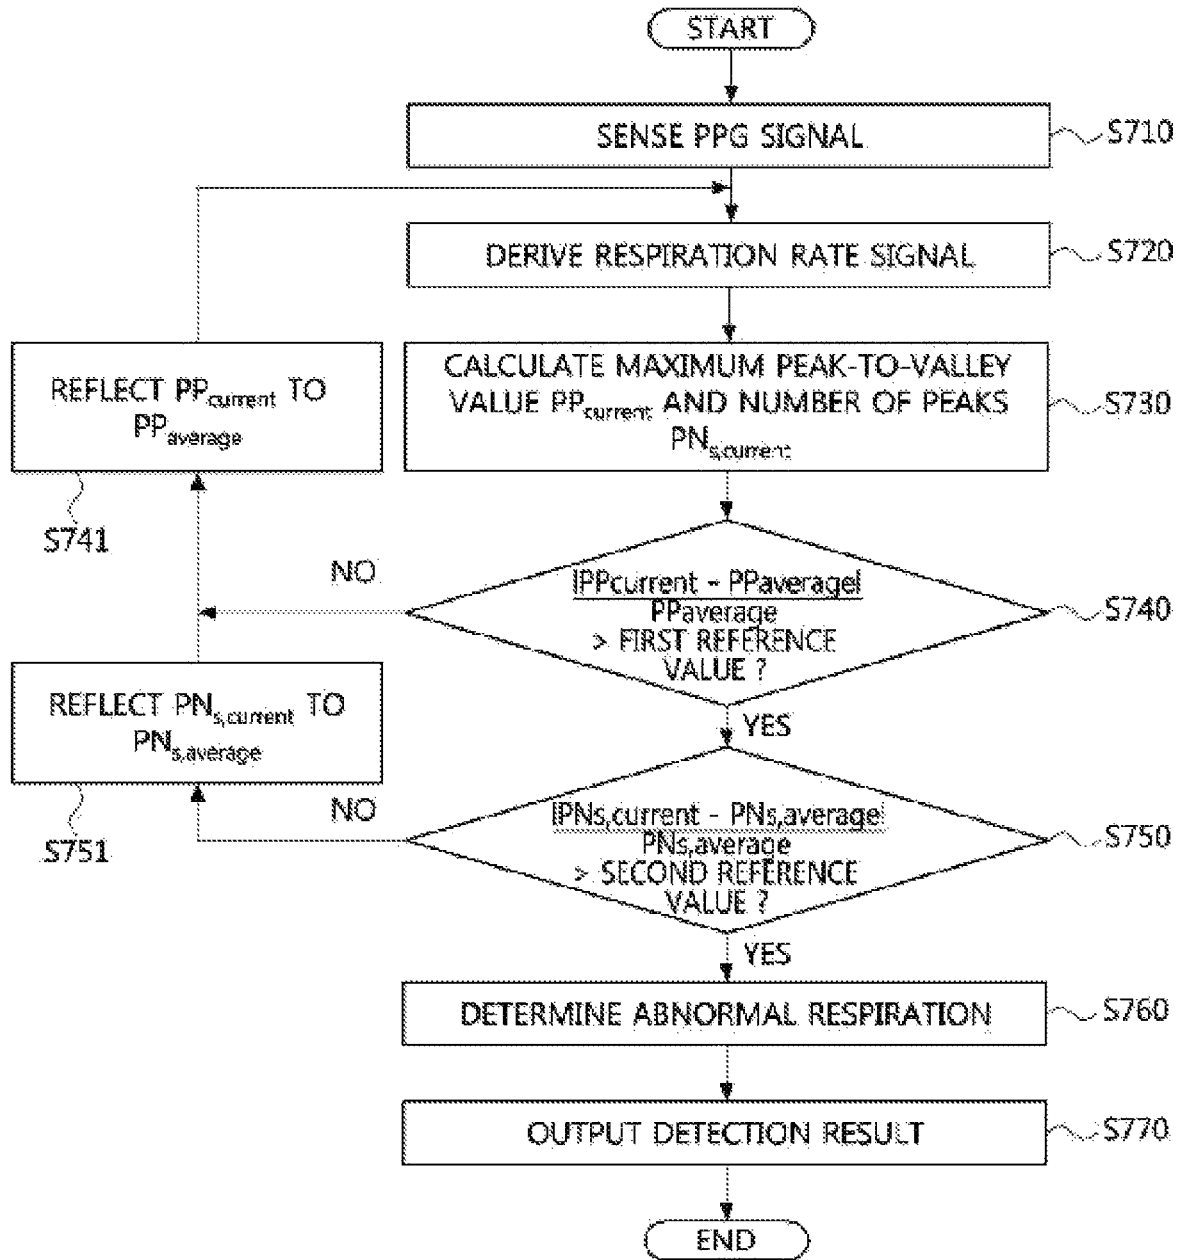 START
SENSE PPG SIGNAL
S710
DERIVE RESPIRATION RATE SIGNAL
S720
CALCULATE MAXIMUM PEAK-TO-VALLEY
VALUE PPcurrent AND NUMBER OF PEAKS
PNs,current
S730
REFLECT PPcurrent TO
PPaverage
S741
NO
|PPcurrent - PPaverage|
PPaverage
> FIRST REFERENCE
VALUE ?
S740
YES
REFLECT PNs,current TO
PNs,average
S751
NO
|PNs,current - PNs,average|
PNs,average
> SECOND REFERENCE
VALUE ?
S750
YES
DETERMINE ABNORMAL RESPIRATION
S760
OUTPUT DETECTION RESULT
S770
END